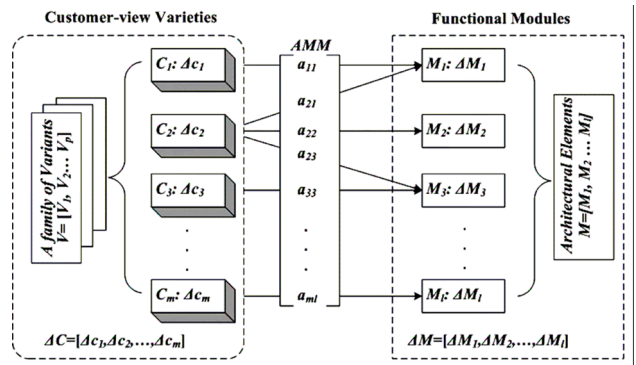 Customer-view Varieties
Functional Modules
AMM
A family of Variants
V= [V₁, V₂... Vₚ]
C₁: Δc₁
C₂: Δc₂
C₃: Δc₃
.
.
.
Cₘ: Δcₘ
a₁₁
a₂₁
a₂₂
a₂₃
a₃₃
.
.
.
aₘₗ
M₁: ΔM₁
M₂: ΔM₂
M₃: ΔM₃
.
.
.
Mₗ: ΔMₗ
Architectural Elements
M=[M₁, M₂ ... Mₗ]
ΔC=[Δc₁,Δc₂,...,Δcₘ]
ΔM=[ΔM₁,ΔM₂,...,ΔMₗ]